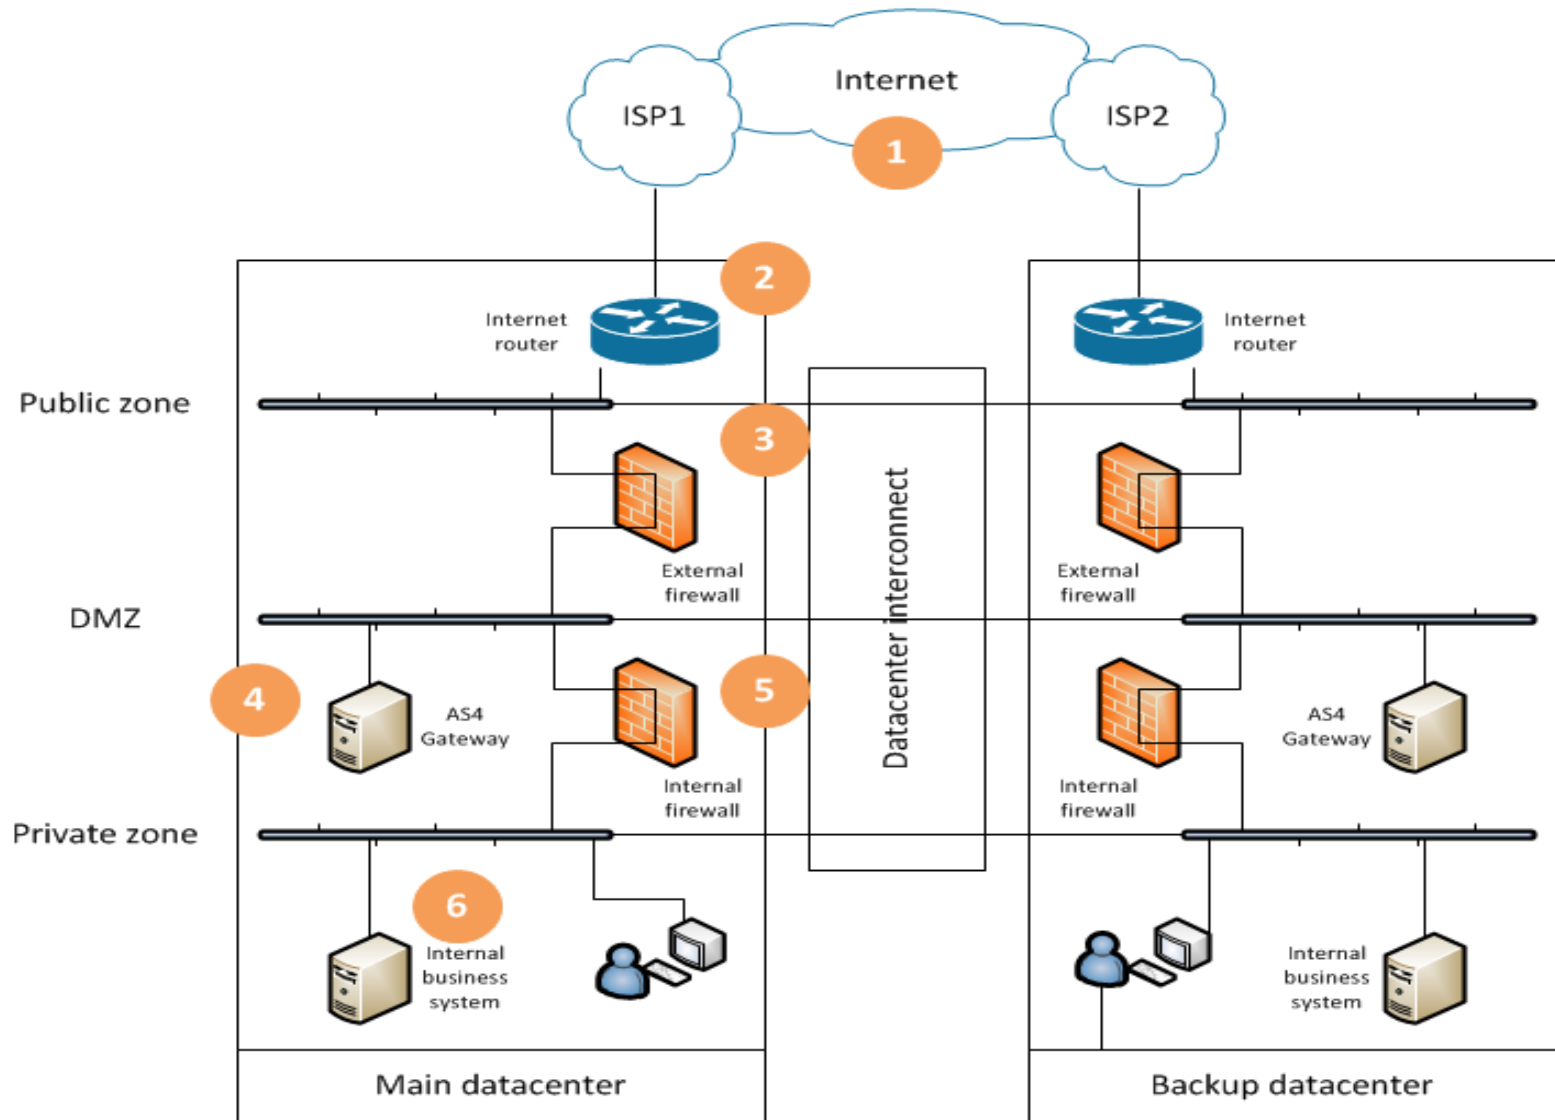 Internet
ISP1
ISP2
1
2
Internet
router
Internet
router
Public zone
3
Datacenter interconnect
External
firewall
External
firewall
DMZ
4
AS4
Gateway
5
AS4
Gateway
Internal
firewall
Internal
firewall
Private zone
6
Internal
business
system
Internal
business
system
Main datacenter
Backup datacenter